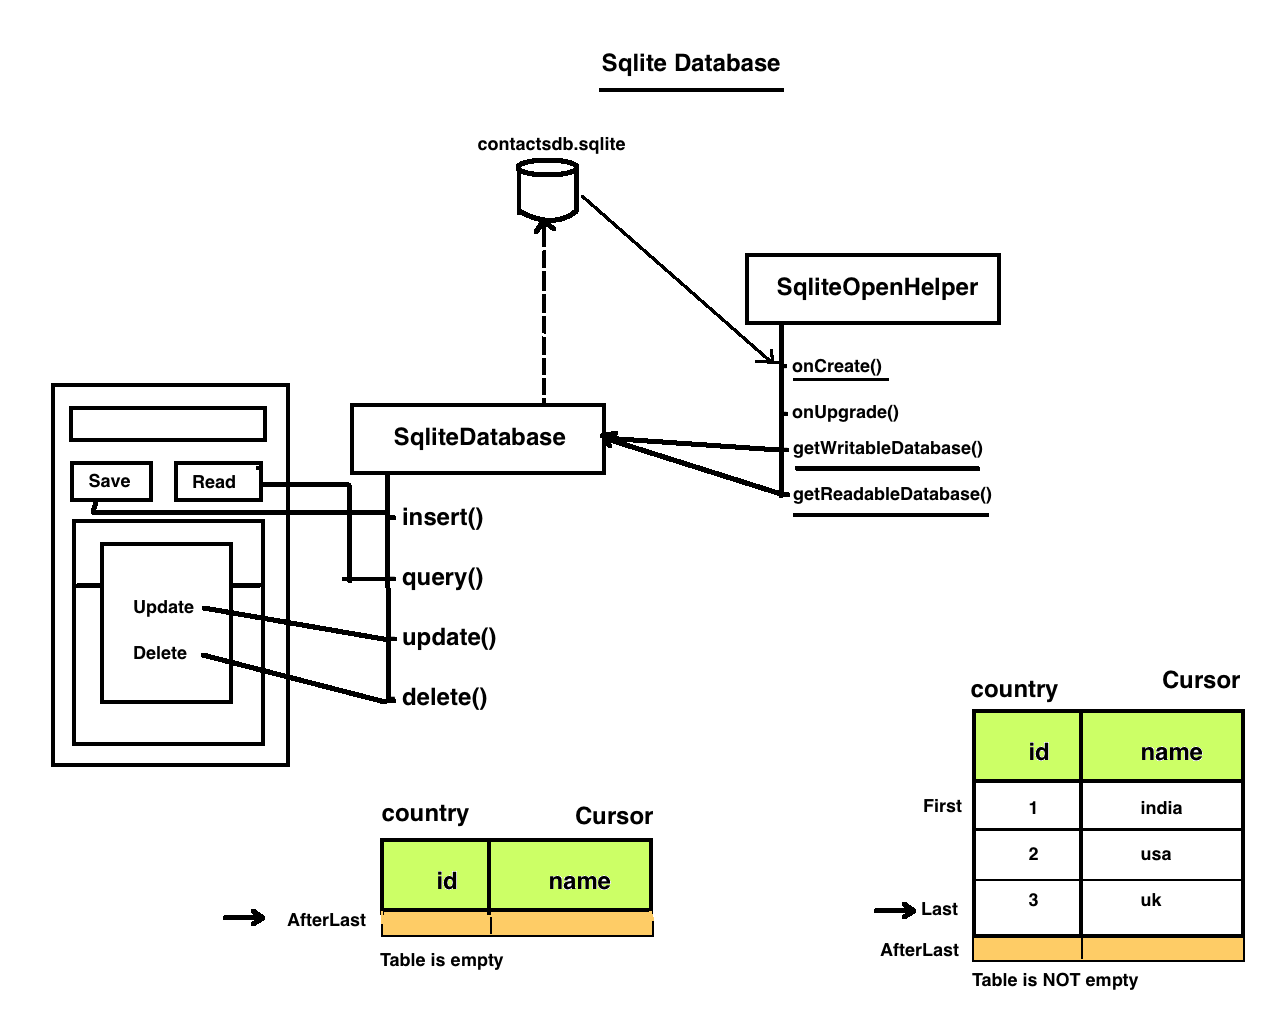 Sqlite Database
contactsdb.sqlite
SqliteOpenHelper
onCreate()
onUpgrade()
getWritableDatabase()
getReadableDatabase()
SqliteDatabase
insert()
query()
update()
delete()
Save Read
Update
Delete
country Cursor
id name
AfterLast
Table is empty
country Cursor
id name
First 1 india
2 usa
Last 3 uk
AfterLast
Table is NOT empty